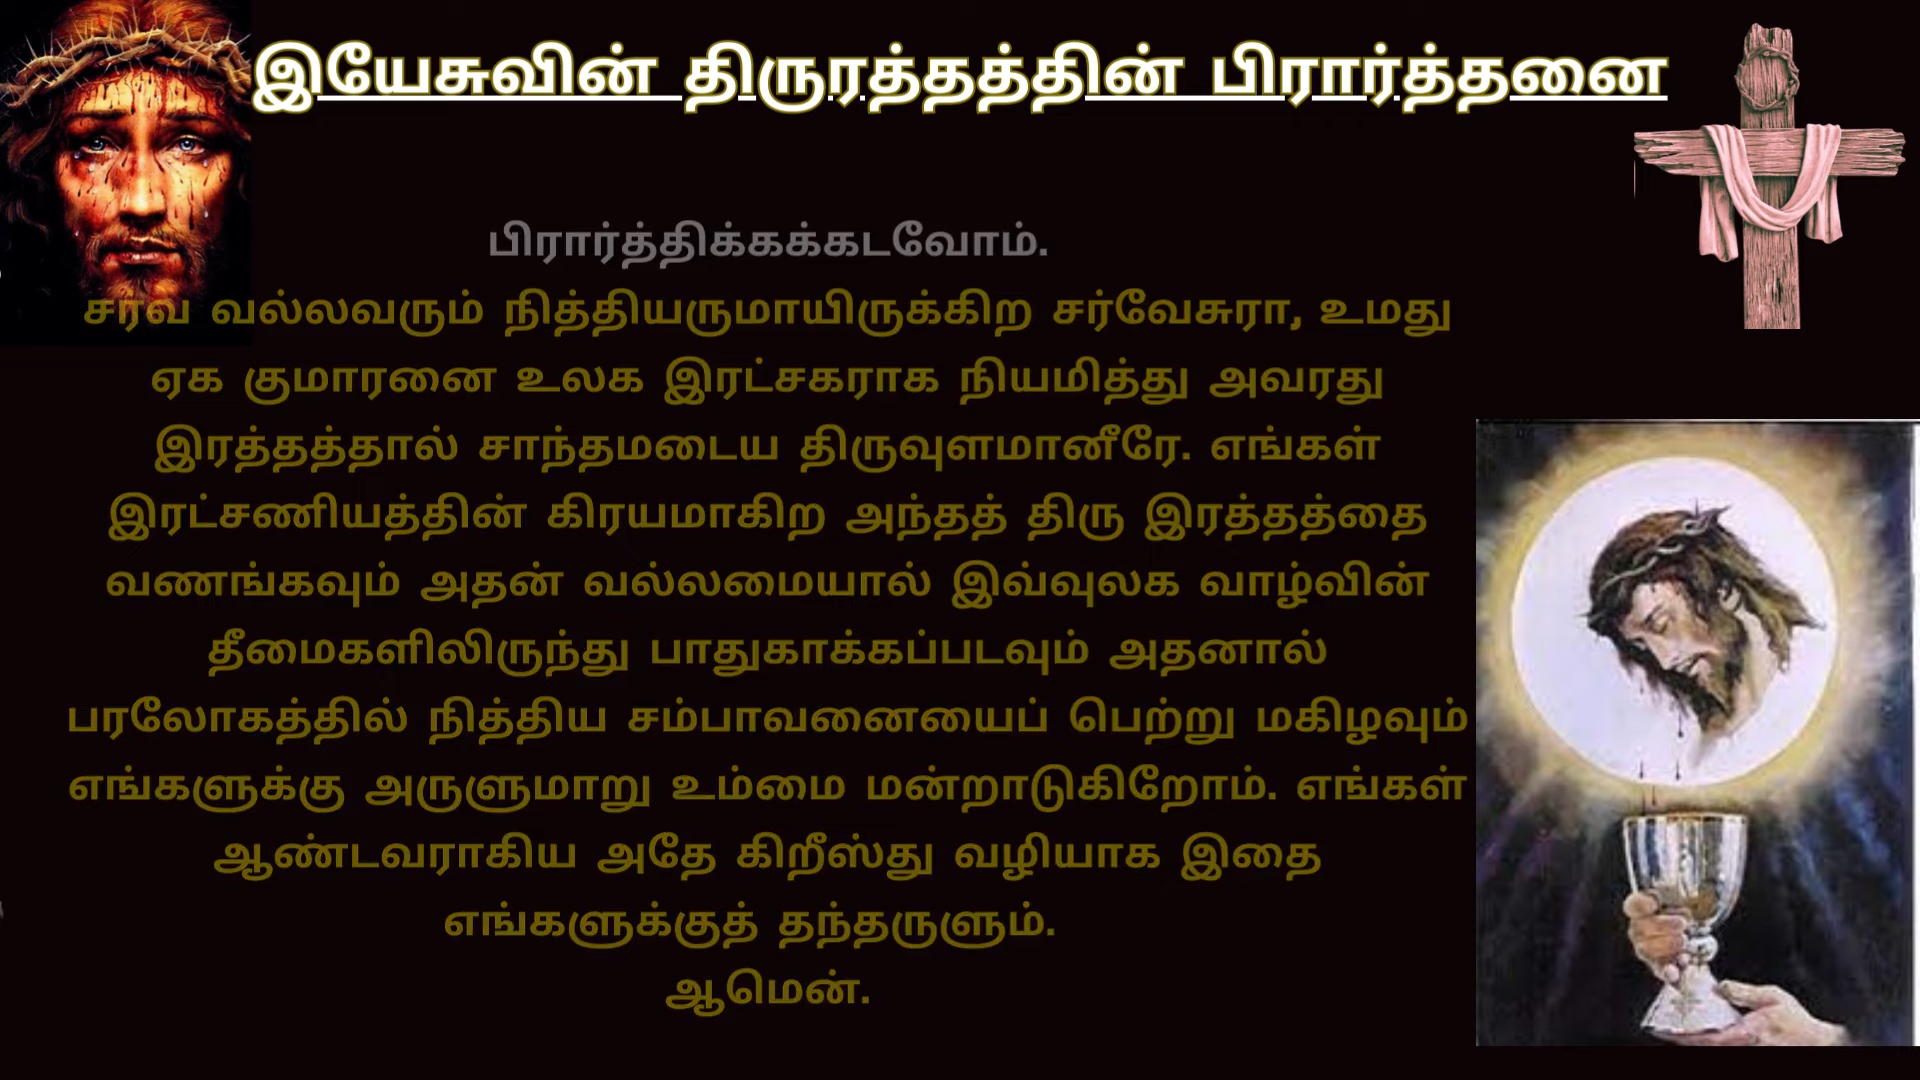 இயேசுவின் திருரத்தத்தின் பிரார்த்தனை
பிரார்த்திக்கக்கடவோம்.
சர்வ வல்லவரும் நித்தியருமாயிருக்கிற சர்வேசுரா, உமது
ஏக குமாரனை உலக இரட்சகராக நியமித்து அவரது
இரத்தத்தால் சாந்தமடைய திருவுளமானீரே. எங்கள்
இரட்சணியத்தின் கிரயமாகிற அந்தத் திரு இரத்தத்தை
வணங்கவும் அதன் வல்லமையால் இவ்வுலக வாழ்வின்
தீமைகளிலிருந்து பாதுகாக்கப்படவும் அதனால்
பரலோகத்தில் நித்திய சம்பாவனையைப் பெற்று மகிழவும்
எங்களுக்கு அருளுமாறு உம்மை மன்றாடுகிறோம். எங்கள்
ஆண்டவராகிய அதே கிறீஸ்து வழியாக இதை
எங்களுக்குத் தந்தருளும்.
ஆமென்.